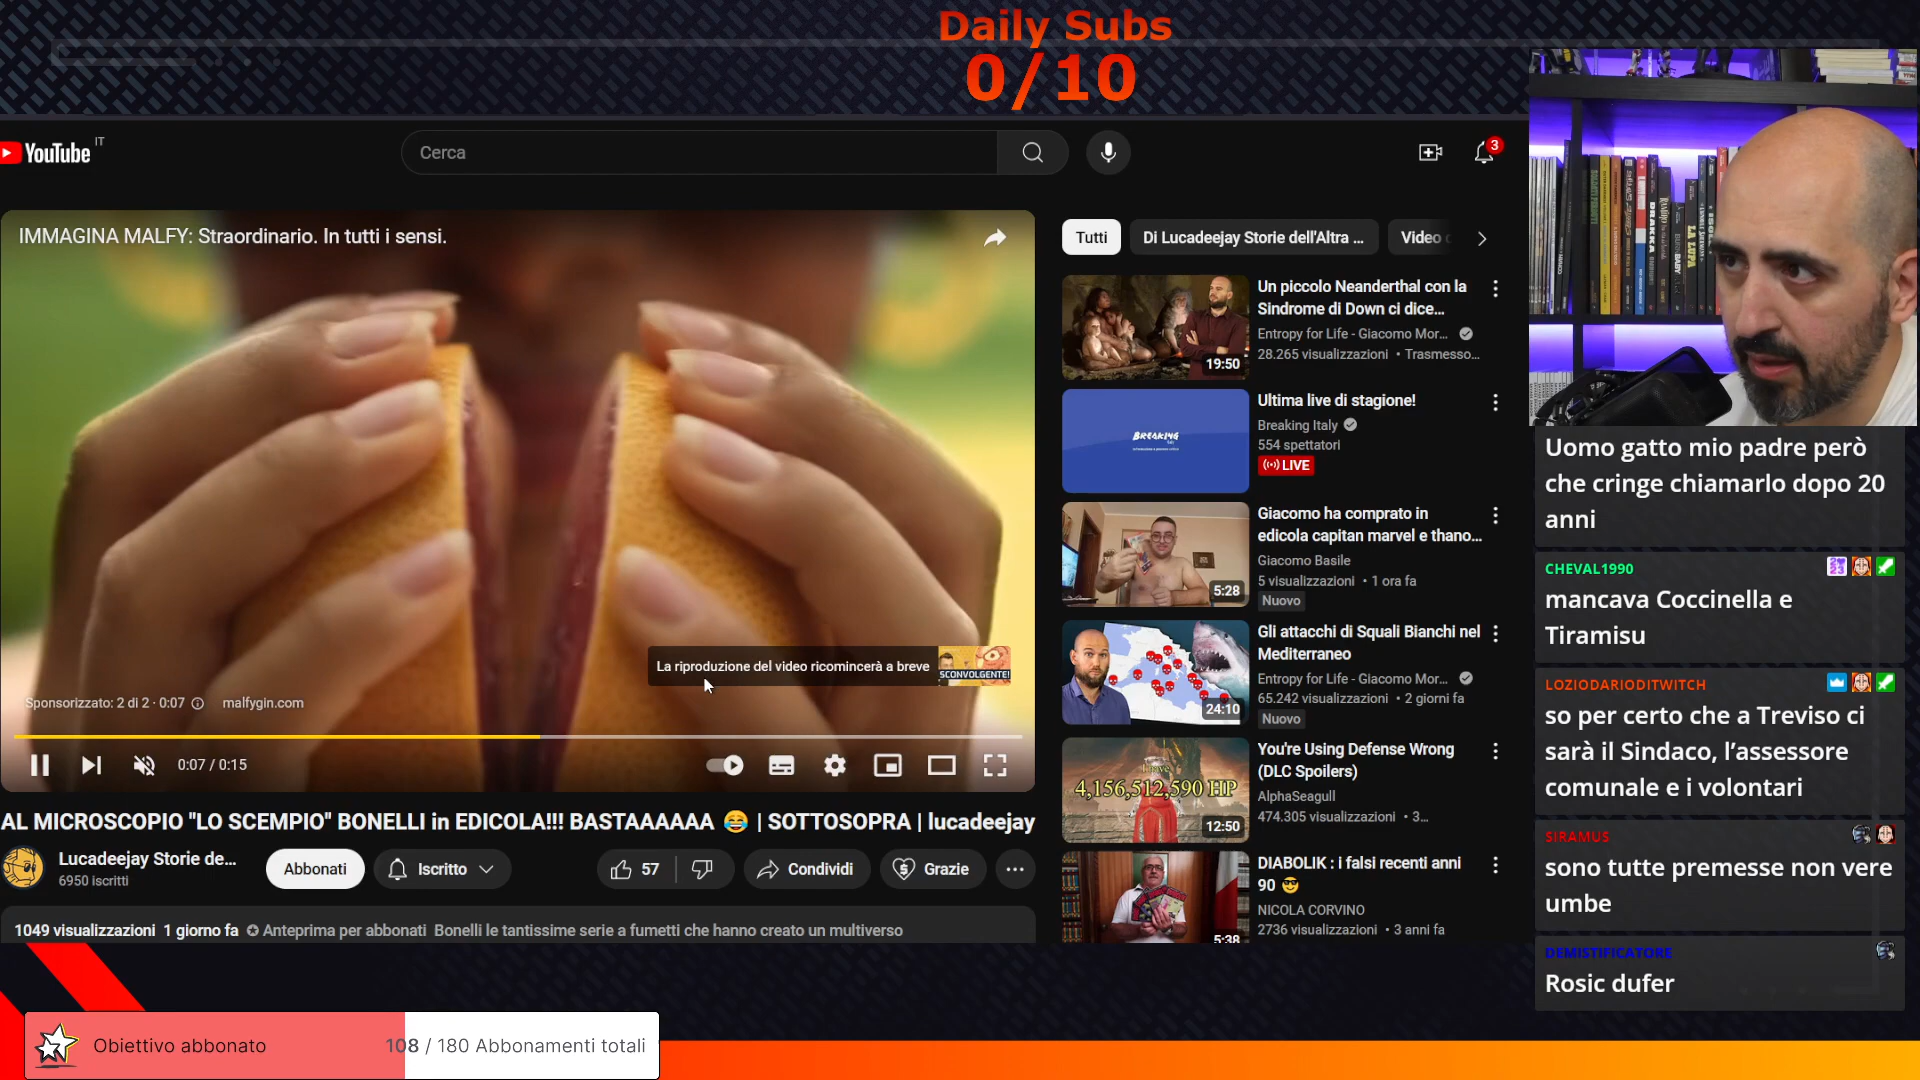 Daily Subs
0/10
YouTube IT
Cerca
3
IMMAGINA MALFY: Straordinario. In tutti i sensi.
La riproduzione del video ricomincerà a breve
SCONVOLGENTE!
Sponsorizzato: 2 di 2 · 0:07
malfygin.com
0:07 / 0:15
AL MICROSCOPIO "LO SCEMPIO" BONELLI in EDICOLA!!! BASTAAAAAA 😂 | SOTTOSOPRA | lucadeejay
Lucadeejay Storie de...
6950 iscritti
Abbonati
Iscritto
57
Condividi
Grazie
1049 visualizzazioni 1 giorno fa
Anteprima per abbonati Bonelli le tantissime serie a fumetti che hanno creato un multiverso
Tutti
Di Lucadeejay Storie dell'Altra ...
Video
Un piccolo Neanderthal con la
Sindrome di Down ci dice...
Entropy for Life - Giacomo Mor...
28.265 visualizzazioni • Trasmesso...
19:50
Ultima live di stagione!
Breaking Italy
554 spettatori
LIVE
BREAKING
Giacomo ha comprato in
edicola capitan marvel e thano...
Giacomo Basile
5 visualizzazioni • 1 ora fa
Nuovo
5:28
Gli attacchi di Squali Bianchi nel
Mediterraneo
Entropy for Life - Giacomo Mor...
65.242 visualizzazioni • 2 giorni fa
Nuovo
24:10
You're Using Defense Wrong
(DLC Spoilers)
AlphaSeagull
474.305 visualizzazioni • 3...
4,156,512,590 HP
12:50
DIABOLIK : i falsi recenti anni
90 😎
NICOLA CORVINO
2736 visualizzazioni • 3 anni fa
5:38
DRAKKA
LA LUPA
Uomo gatto mio padre però
che cringe chiamarlo dopo 20
anni
CHEVAL1990
mancava Coccinella e
Tiramisu
LOZIODARIODITWITCH
so per certo che a Treviso ci
sarà il Sindaco, l'assessore
comunale e i volontari
SIRAMUS
sono tutte premesse non vere
umbe
DEMISTIFICATORE
Rosic dufer
Obiettivo abbonato
108 / 180 Abbonamenti totali